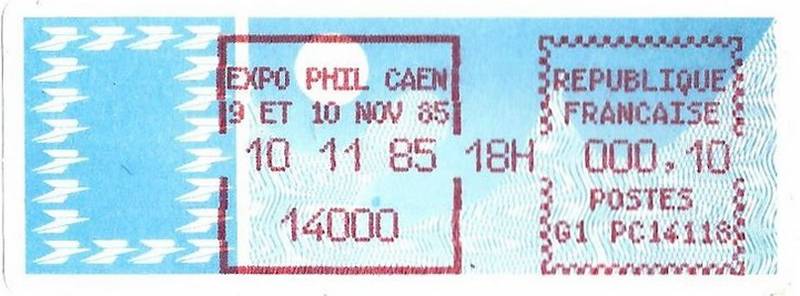 EXPO PHIL CAEN
9 ET 10 NOV 85
10 11 85 18H
14000
REPUBLIQUE
FRANCAISE
000,10
POSTES
G1 PC14118